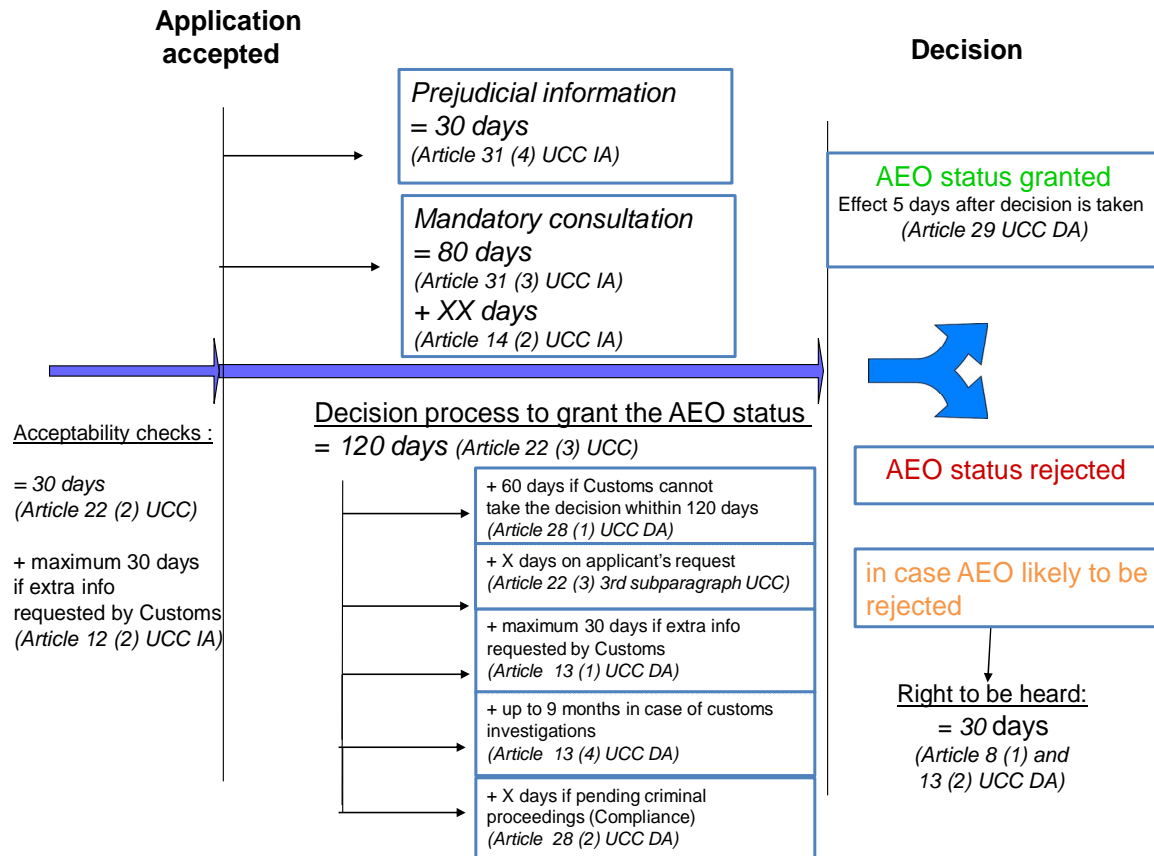 Application
accepted
Decision
Prejudicial information
= 30 days
(Article 31 (4) UCC IA)
Mandatory consultation
= 80 days
(Article 31 (3) UCC IA)
+ XX days
(Article 14 (2) UCC IA)
AEO status granted
Effect 5 days after decision is taken
(Article 29 UCC DA)
Acceptability checks :
= 30 days
(Article 22 (2) UCC)
+ maximum 30 days
if extra info
requested by Customs
(Article 12 (2) UCC IA)
Decision process to grant the AEO status
= 120 days (Article 22 (3) UCC)
+ 60 days if Customs cannot
take the decision whithin 120 days
(Article 28 (1) UCC DA)
+ X days on applicant's request
(Article 22 (3) 3rd subparagraph UCC)
+ maximum 30 days if extra info
requested by Customs
(Article 13 (1) UCC DA)
+ up to 9 months in case of customs
investigations
(Article 13 (4) UCC DA)
+ X days if pending criminal
proceedings (Compliance)
(Article 28 (2) UCC DA)
AEO status rejected
in case AEO likely to be
rejected
Right to be heard:
= 30 days
(Article 8 (1) and
13 (2) UCC DA)